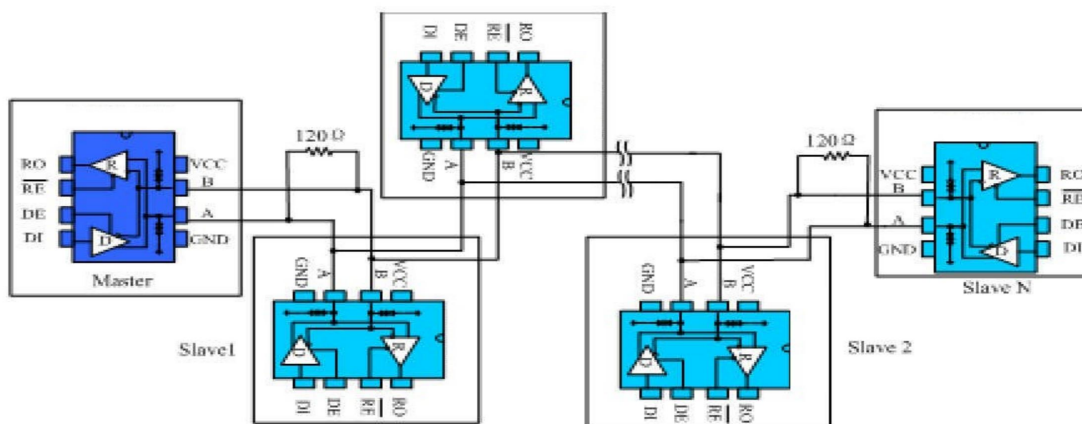 DI DE RE RO
GND A B VCC
120 Ω
RO
RE
DE
DI
VCC
B
A
GND
Master
120 Ω
VCC
B
A
GND
RO
RE
DE
DI
Slave N
GND A B VCC
DI DE RE RO
Slave1
GND A B VCC
DI DE RE RO
Slave 2
R
D
D
R
D
R
D
R
R
D